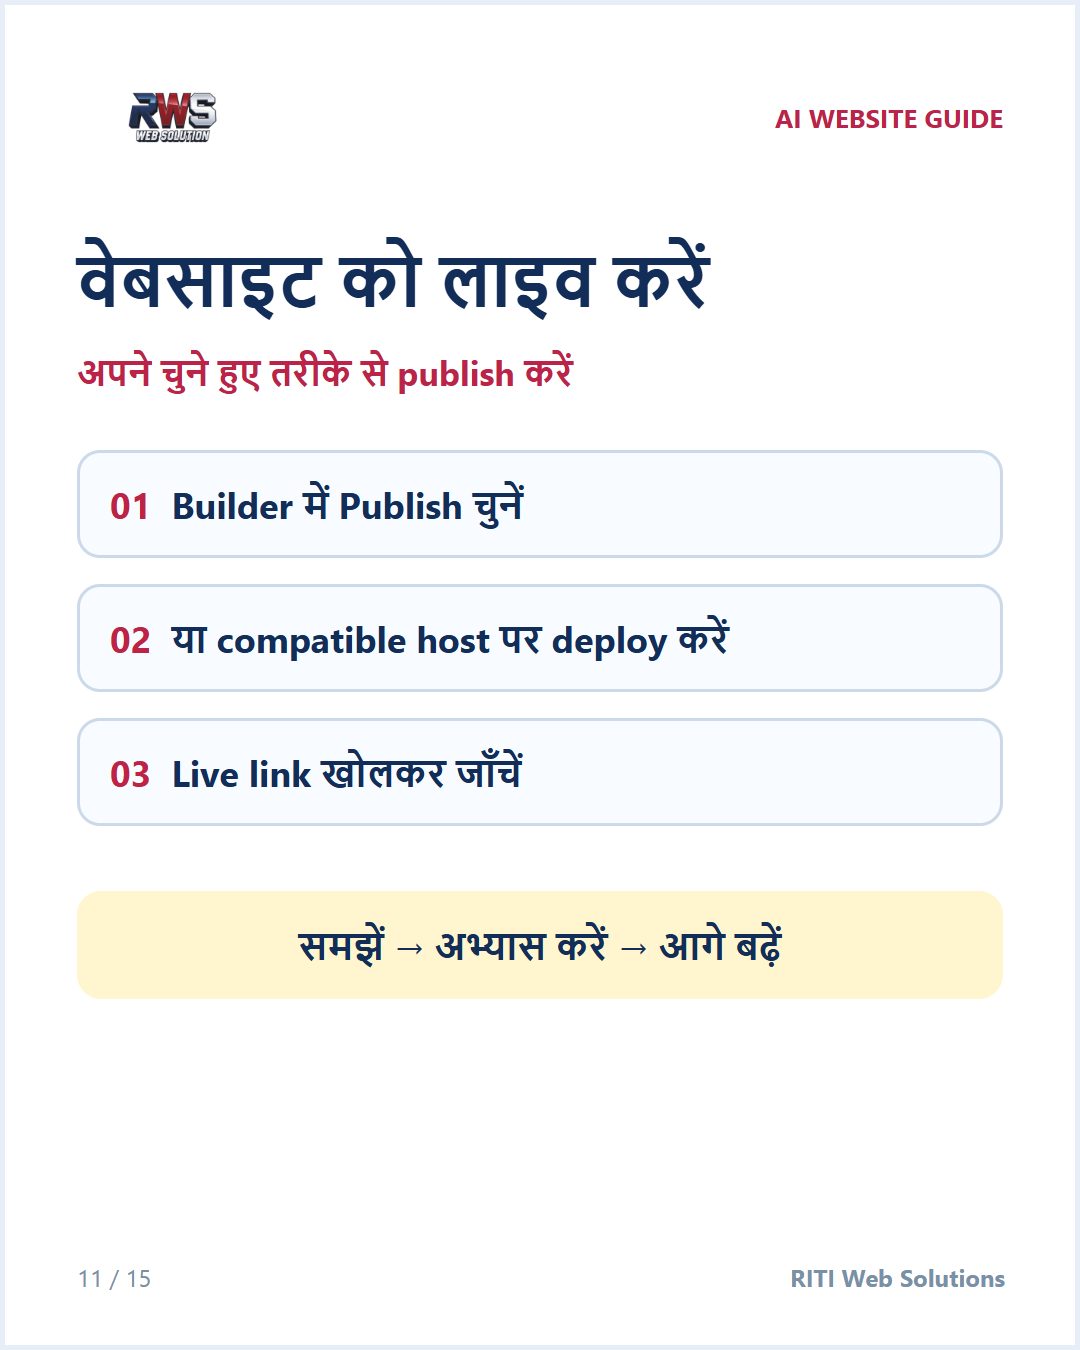 RWS
WEB SOLUTION
AI WEBSITE GUIDE
वेबसाइट को लाइव करें
अपने चुने हुए तरीके से publish करें
01 Builder में Publish चुनें
02 या compatible host पर deploy करें
03 Live link खोलकर जाँचें
समझें → अभ्यास करें → आगे बढ़ें
11 / 15
RITI Web Solutions